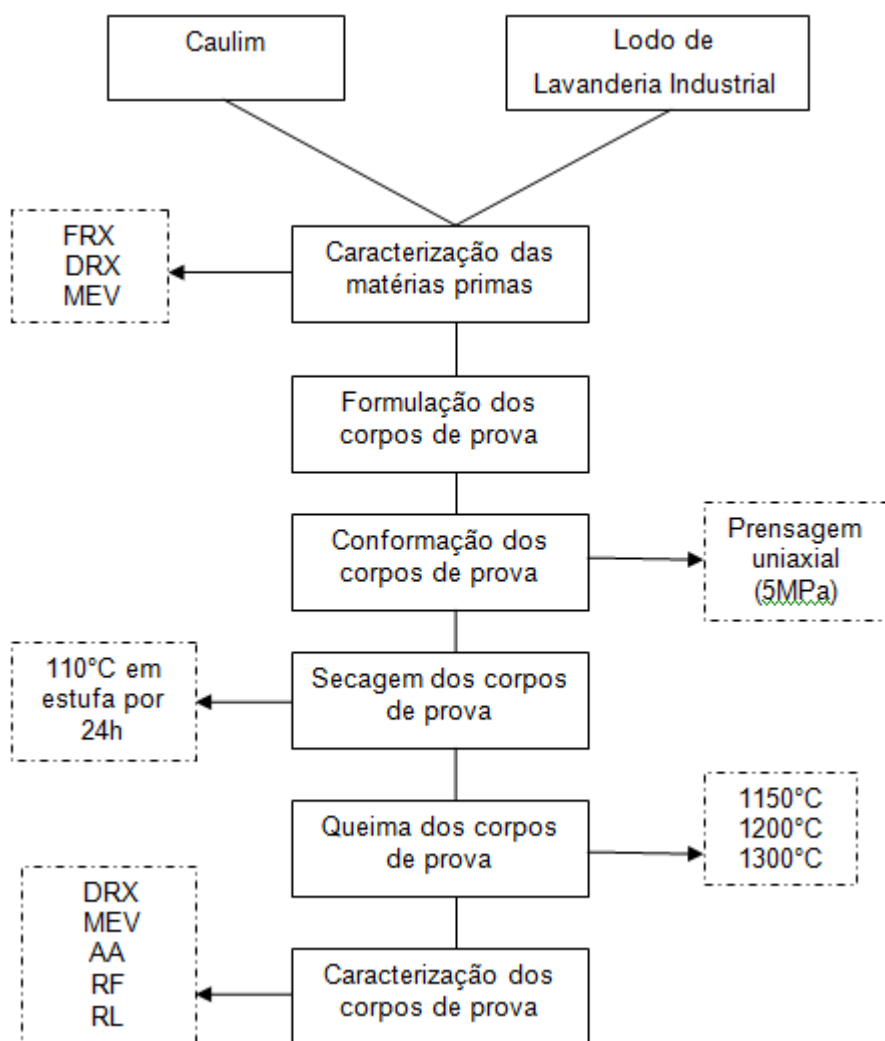 Caulim
Lodo de
Lavanderia Industrial
FRX
DRX
MEV
Caracterização das
matérias primas
Formulação dos
corpos de prova
Conformação dos
corpos de prova
Prensagem
uniaxial
(5MPa)
110°C em
estufa por
24h
Secagem dos corpos
de prova
Queima dos corpos
de prova
1150°C
1200°C
1300°C
DRX
MEV
AA
RF
RL
Caracterização dos
corpos de prova